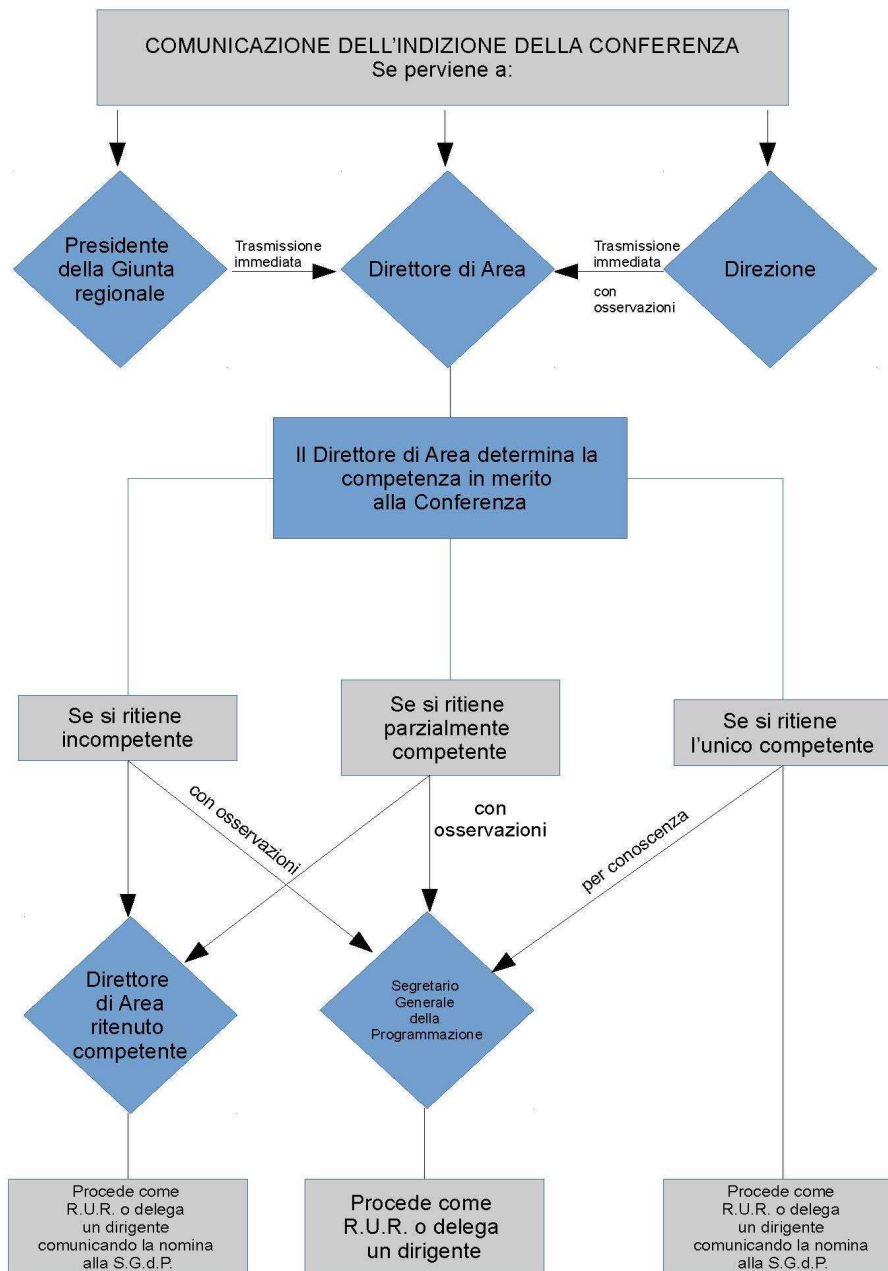 COMUNICAZIONE DELL'INDIZIONE DELLA CONFERENZA
Se perviene a:
Presidente
della Giunta
regionale
Trasmissione
immediata
Direttore di Area
Trasmissione
immediata
con
osservazioni
Direzione
Il Direttore di Area determina la
competenza in merito
alla Conferenza
Se si ritiene
incompetente
Se si ritiene
parzialmente
competente
Se si ritiene
l'unico competente
con osservazioni
con
osservazioni
per conoscenza
Direttore
di Area
ritenuto
competente
Segretario
Generale
della
Programmazione
Procede come
R.U.R. o delega
un dirigente
comunicando la nomina
alla S.G.d.P.
Procede come
R.U.R. o delega
un dirigente
Procede come
R.U.R. o delega
un dirigente
comunicando la nomina
alla S.G.d.P.